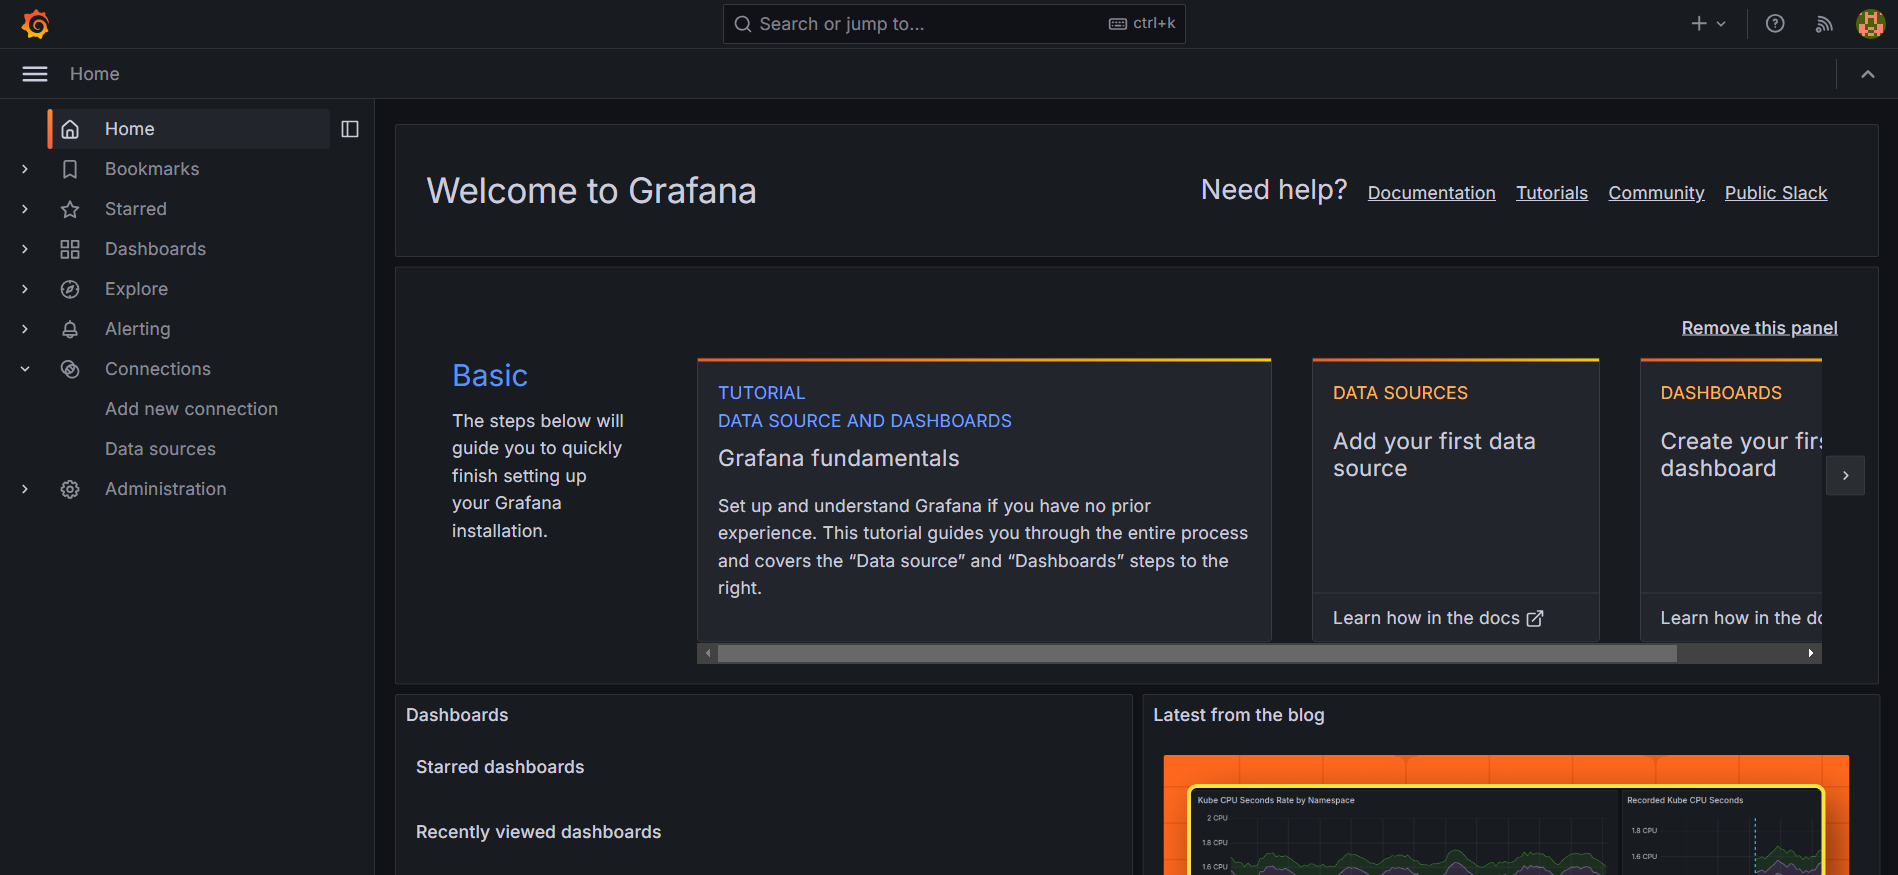 Search or jump to...
ctrl+k
Home
Home
Bookmarks
Starred
Dashboards
Explore
Alerting
Connections
Add new connection
Data sources
Administration
Welcome to Grafana
Need help?
Documentation
Tutorials
Community
Public Slack
Remove this panel
Basic
The steps below will
guide you to quickly
finish setting up
your Grafana
installation.
TUTORIAL
DATA SOURCE AND DASHBOARDS
Grafana fundamentals
Set up and understand Grafana if you have no prior
experience. This tutorial guides you through the entire process
and covers the “Data source” and “Dashboards” steps to the
right.
DATA SOURCES
Add your first data
source
Learn how in the docs
DASHBOARDS
Create your firs
dashboard
Learn how in the do
Dashboards
Starred dashboards
Recently viewed dashboards
Latest from the blog
Kube CPU Seconds Rate by Namespace
2 CPU
1.8 CPU
1.6 CPU
Recorded Kube CPU Seconds
1.8 CPU
1.6 CPU